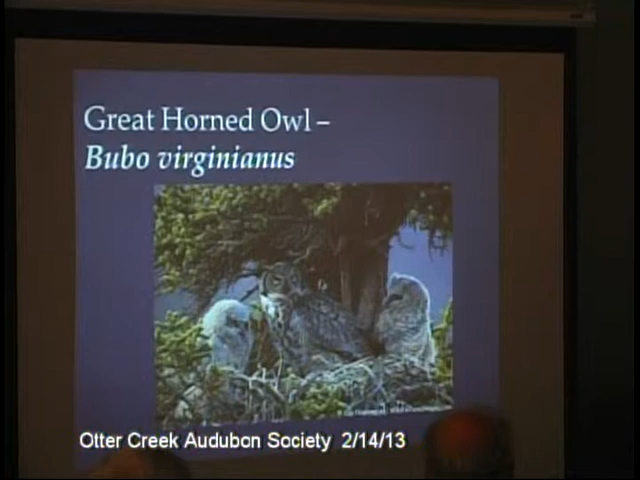 Great Horned Owl –
Bubo virginianus
Otter Creek Audubon Society 2/14/13